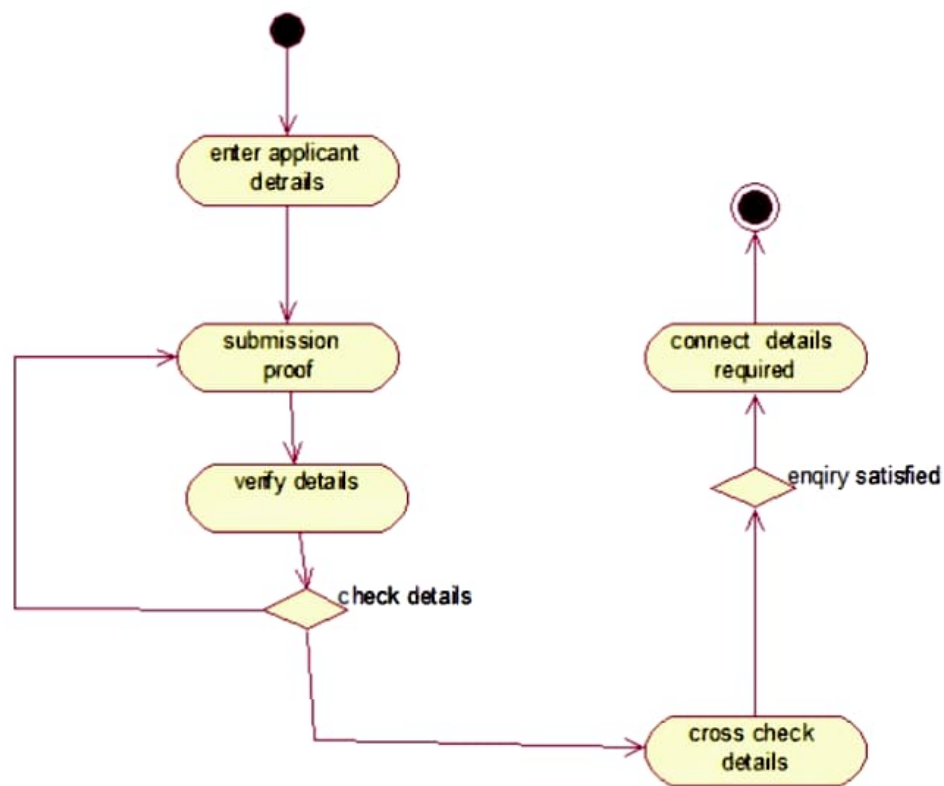 enter applicant
detrails
submission
proof
verify details
check details
cross check
details
enqiry satisfied
connect details
required